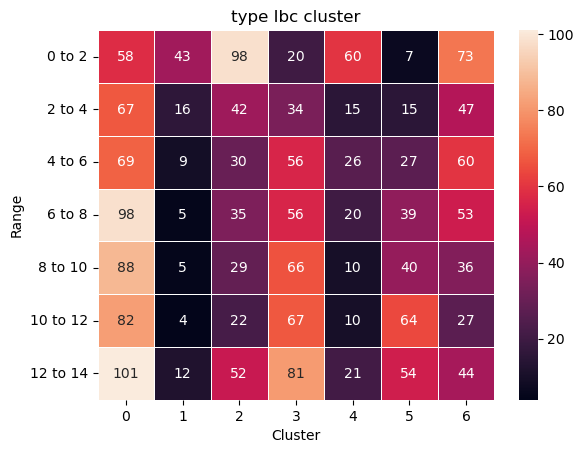 type lbc cluster
Range
0 to 2 58 43 98 20 60 7 73
2 to 4 67 16 42 34 15 15 47
4 to 6 69 9 30 56 26 27 60
6 to 8 98 5 35 56 20 39 53
8 to 10 88 5 29 66 10 40 36
10 to 12 82 4 22 67 10 64 27
12 to 14 101 12 52 81 21 54 44
0 1 2 3 4 5 6
Cluster
100
80
60
40
20